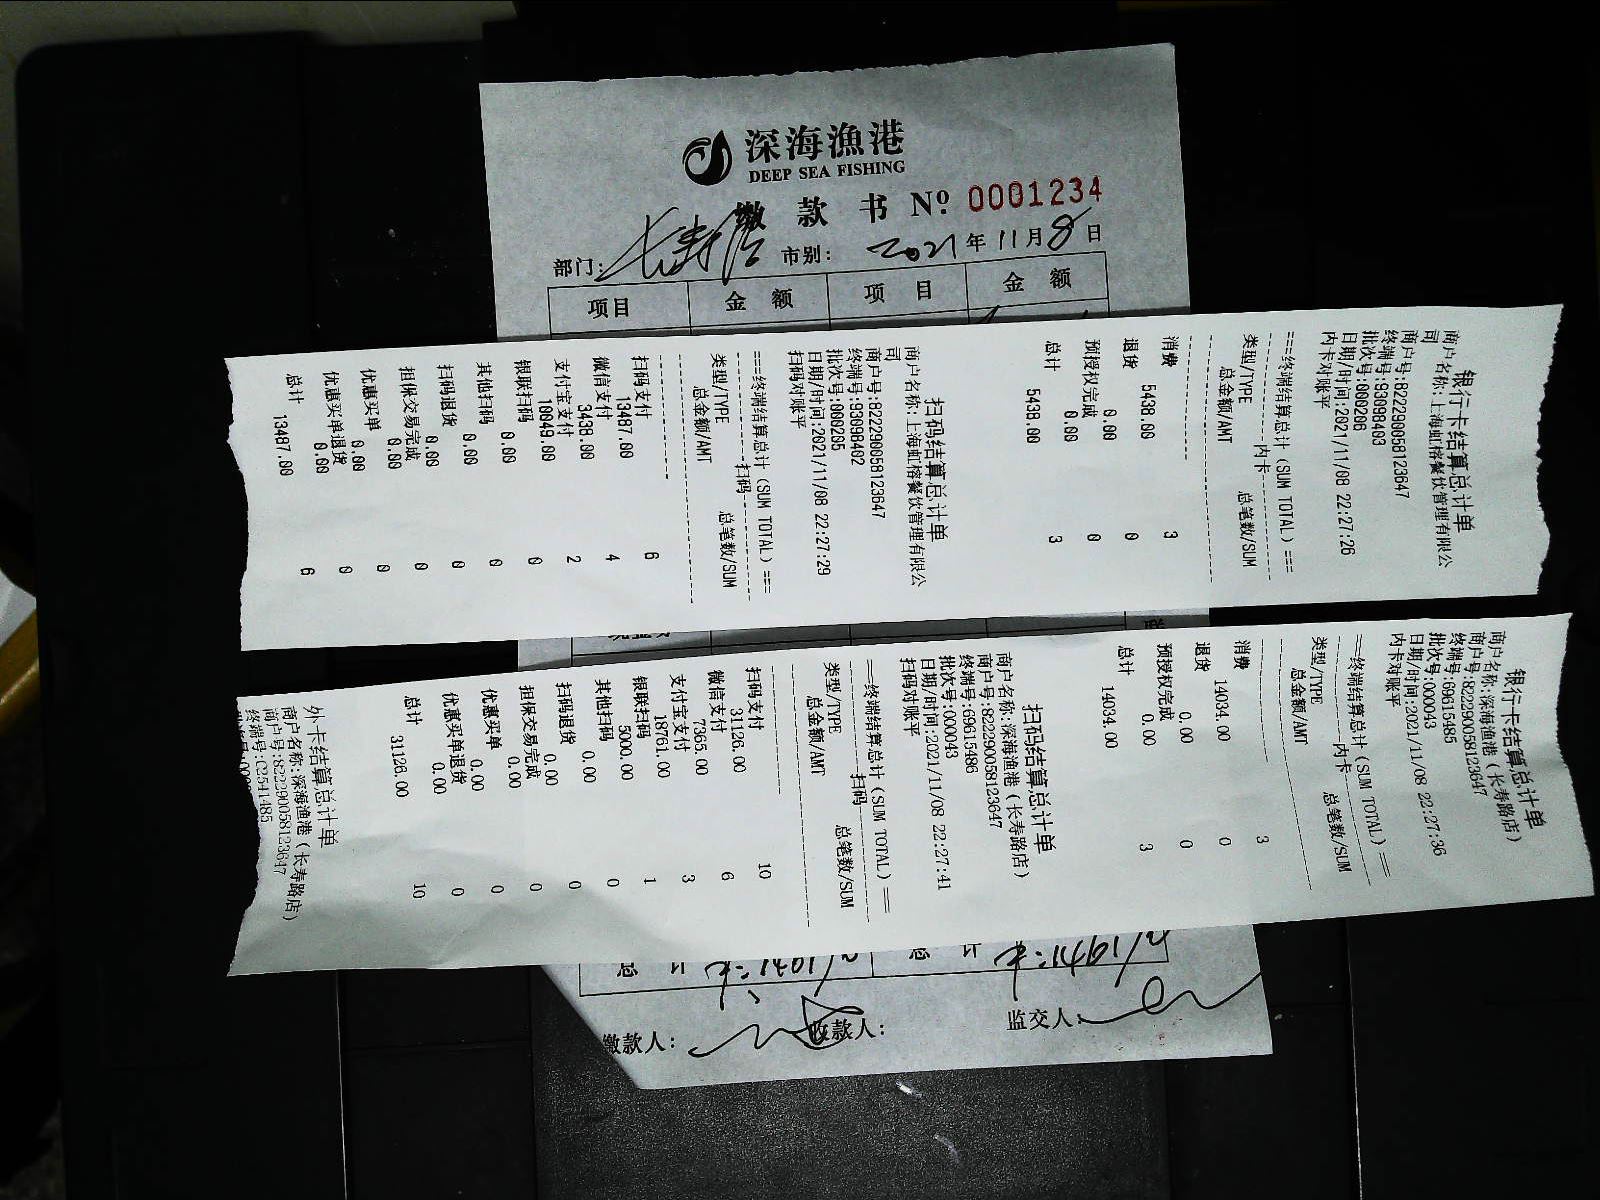 深海漁港
DEEP SEA FISHING
缴 款 书 Nº 0001234
部门: 长寿店 市别: 2021年11月8日
项目 金 额 项 目 金 额
银行卡结算总计单
商户名称:上海虹榕餐饮管理有限公
司
商户号:822290058123647
终端号:93098403
批次号:000206
日期/时间:2021/11/08 22:27:26
内卡对账平
===终端结算总计(SUM TOTAL)===
---------------内卡---------------
类型/TYPE 总笔数/SUM
总金额/AMT
消费 3
5438.00
退货 0
0.00
预授权完成 0
0.00
总计 3
5438.00
扫码结算总计单
商户名称:上海虹榕餐饮管理有限公
司
商户号:822290058123647
终端号:93098402
批次号:000205
日期/时间:2021/11/08 22:27:29
扫码对账平
===终端结算总计(SUM TOTAL)===
---------------扫码---------------
类型/TYPE 总笔数/SUM
总金额/AMT
扫码支付 6
13487.00
微信支付 4
3438.00
支付宝支付 2
10049.00
银联扫码 0
0.00
其他扫码 0
0.00
扫码退货 0
0.00
担保交易完成 0
0.00
优惠买单 0
0.00
优惠买单退货 0
0.00
总计 6
13487.00
银行卡结算总计单
商户名称:深海渔港(长寿路店)
商户号:822290058123647
终端号:69615485
批次号:000043
日期/时间:2021/11/08 22:27:36
内卡对账平
==终端结算总计(SUM TOTAL)==
---------------内卡---------------
类型/TYPE 总笔数/SUM
总金额/AMT
消费 3
14034.00
退货 0
0.00
预授权完成 0
0.00
总计 3
14034.00
扫码结算总计单
商户名称:深海渔港(长寿路店)
商户号:822290058123647
终端号:69615486
批次号:000043
日期/时间:2021/11/08 22:27:41
扫码对账平
==终端结算总计(SUM TOTAL)==
---------------扫码---------------
类型/TYPE 总笔数/SUM
总金额/AMT
扫码支付 10
31126.00
微信支付 6
7365.00
支付宝支付 3
18761.00
银联扫码 1
5000.00
其他扫码 0
0.00
扫码退货 0
0.00
担保交易完成 0
0.00
优惠买单 0
0.00
优惠买单退货 0
0.00
总计 10
31126.00
外卡结算总计单
商户名称:深海渔港(长寿路店)
商户号:822290058123647
终端号:C2541485
总 计 总 计
缴款人: 收款人: 监交人: